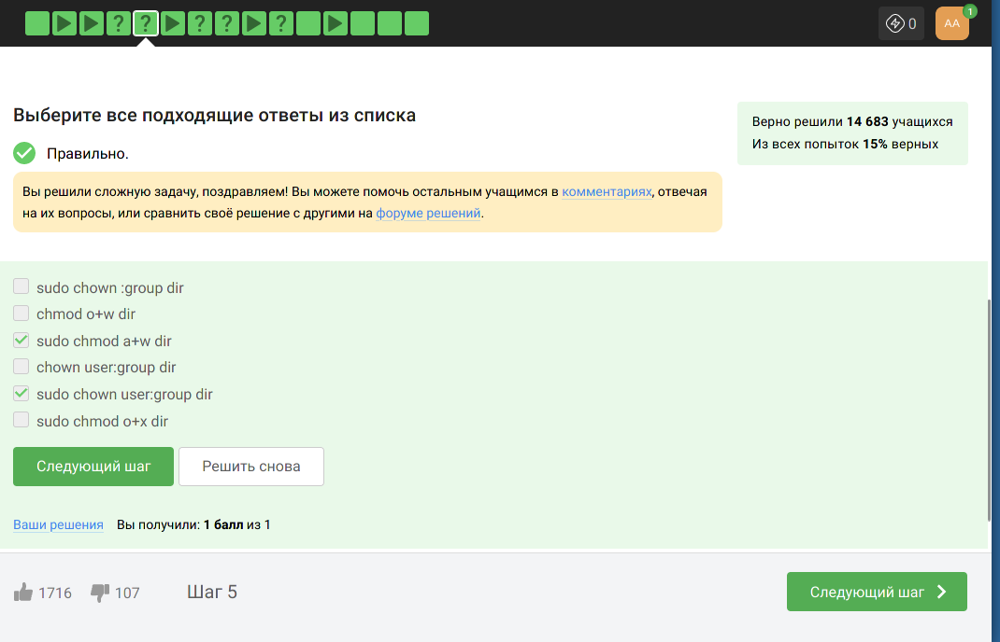 ? ? ? ? ?
0
AA
1
Выберите все подходящие ответы из списка
Правильно.
Вы решили сложную задачу, поздравляем! Вы можете помочь остальным учащимся в комментариях, отвечая
на их вопросы, или сравнить своё решение с другими на форуме решений.
Верно решили 14 683 учащихся
Из всех попыток 15% верных
sudo chown :group dir
chmod o+w dir
sudo chmod a+w dir
chown user:group dir
sudo chown user:group dir
sudo chmod o+x dir
Следующий шаг
Решить снова
Ваши решения Вы получили: 1 балл из 1
1716 107 Шаг 5
Следующий шаг